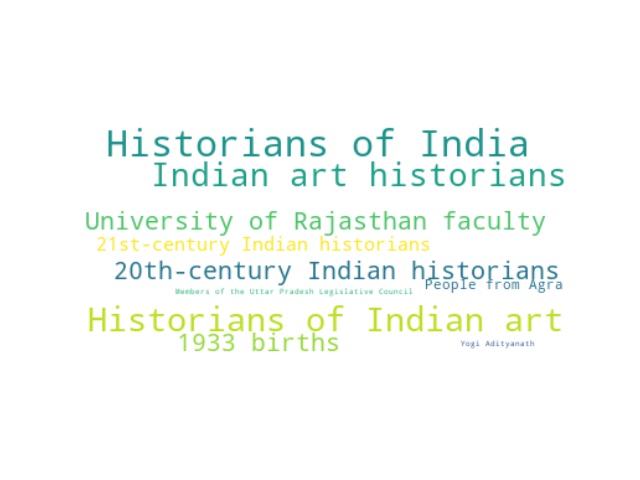 Historians of India
Indian art historians
University of Rajasthan faculty
21st-century Indian historians
20th-century Indian historians
People from Agra
Members of the Uttar Pradesh Legislative Council
Historians of Indian art
1933 births
Yogi Adityanath